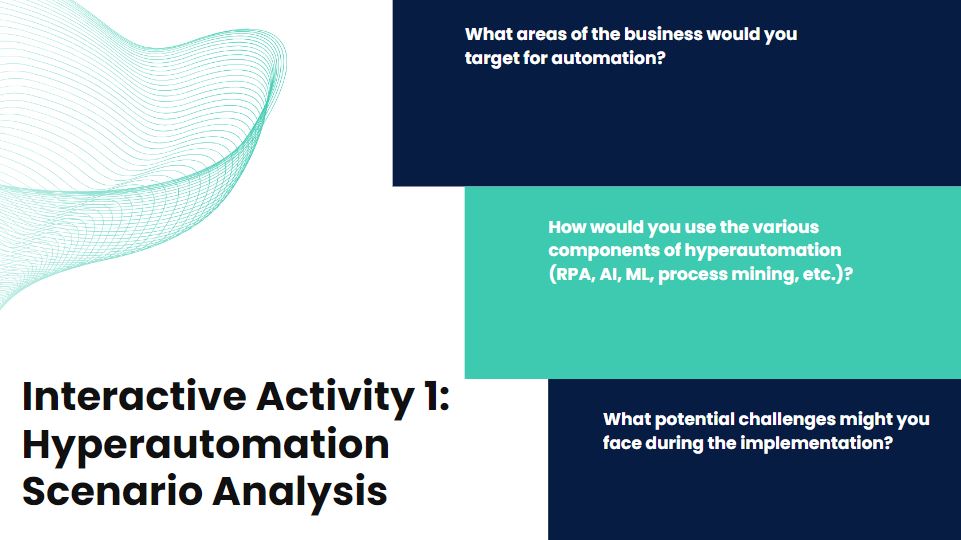 What areas of the business would you
target for automation?
How would you use the various
components of hyperautomation
(RPA, AI, ML, process mining, etc.)?
Interactive Activity 1:
Hyperautomation
Scenario Analysis
What potential challenges might you
face during the implementation?